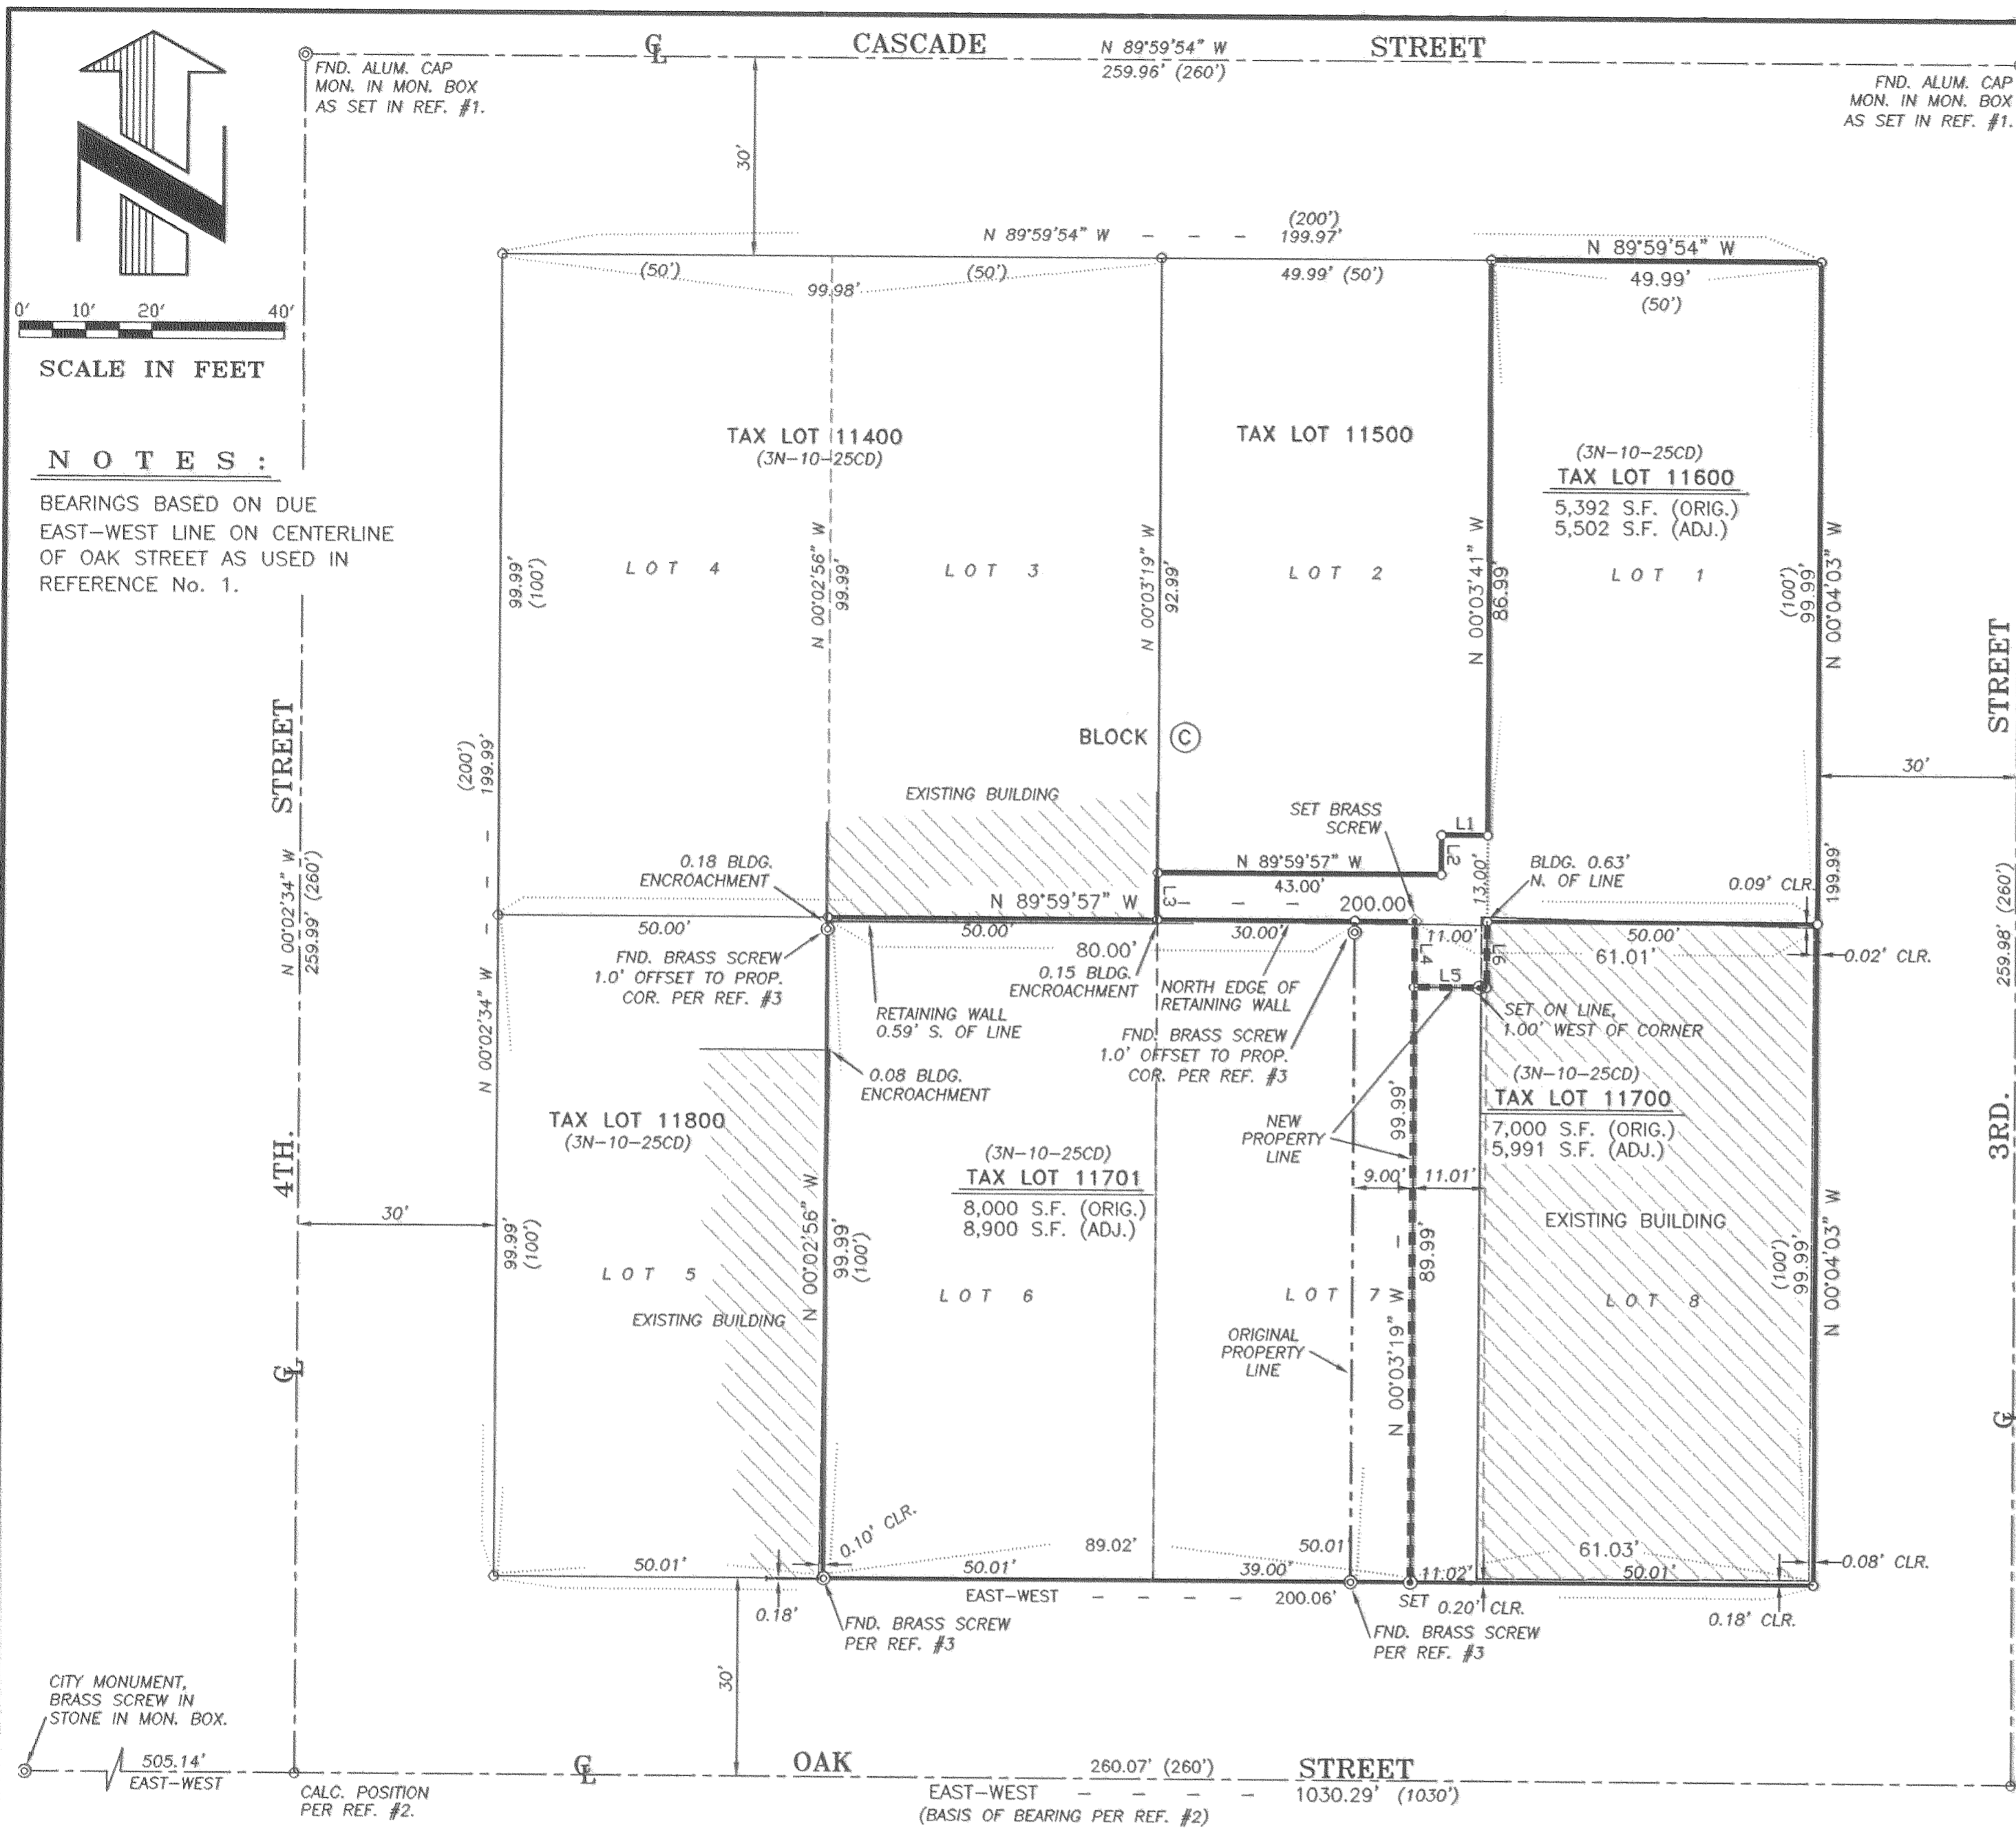 CASCADE STREET
N 89°59'54" W
259.96' (260')
FND. ALUM. CAP
MON. IN MON. BOX
AS SET IN REF. #1.
FND. ALUM. CAP
MON. IN MON. BOX
AS SET IN REF. #1.
30'
0' 10' 20' 40'
SCALE IN FEET
NOTES:
BEARINGS BASED ON DUE
EAST-WEST LINE ON CENTERLINE
OF OAK STREET AS USED IN
REFERENCE No. 1.
(200')
N 89°59'54" W - - - 199.97'
N 89°59'54" W
(50')
(50')
99.98'
49.99' (50')
49.99'
(50')
TAX LOT 11400
(3N-10-25CD)
TAX LOT 11500
(3N-10-25CD)
TAX LOT 11600
5,392 S.F. (ORIG.)
5,502 S.F. (ADJ.)
LOT 4
LOT 3
LOT 2
LOT 1
99.99'
(100')
N 00°02'56" W
99.99'
N 00°03'19" W
92.99'
N 00°03'41" W
86.99'
(100')
99.99'
N 00°04'03" W
4TH. STREET
N 00°02'34" W
259.99' (260')
(200')
199.99' - - -
N 00°02'34" W
3RD. STREET
259.98' (260')
30'
199.99'
BLOCK C
EXISTING BUILDING
SET BRASS
SCREW
L1
L2
L3
13.00'
BLDG. 0.63'
N. OF LINE
0.09' CLR.
0.18 BLDG.
ENCROACHMENT
N 89°59'57" W
43.00'
N 89°59'57" W - - - 200.00'
50.00'
50.00'
80.00'
30.00'
11.00'
50.00'
61.01'
0.02' CLR.
FND. BRASS SCREW
1.0' OFFSET TO PROP.
COR. PER REF. #3
0.15 BLDG.
ENCROACHMENT
NORTH EDGE OF
RETAINING WALL
L4
L5
L6
RETAINING WALL
0.59' S. OF LINE
SET ON LINE,
1.00' WEST OF CORNER
FND. BRASS SCREW
1.0' OFFSET TO PROP.
COR. PER REF. #3
0.08 BLDG.
ENCROACHMENT
TAX LOT 11800
(3N-10-25CD)
(3N-10-25CD)
TAX LOT 11701
8,000 S.F. (ORIG.)
8,900 S.F. (ADJ.)
NEW
PROPERTY
LINE
(3N-10-25CD)
TAX LOT 11700
7,000 S.F. (ORIG.)
5,991 S.F. (ADJ.)
99.99'
9.00' 11.01'
89.99'
N 00°03'19" W
30'
99.99'
(100')
N 00°02'56" W
99.99'
(100')
EXISTING BUILDING
(100')
99.99'
N 00°04'03" W
LOT 5
LOT 6
LOT 7
LOT 8
EXISTING BUILDING
ORIGINAL
PROPERTY
LINE
0.10' CLR.
50.01'
50.01'
89.02'
50.01'
39.00'
11.02'
61.03'
50.01'
0.08' CLR.
EAST-WEST - - - - 200.06'
SET
0.20' CLR.
0.18' CLR.
0.18'
FND. BRASS SCREW
PER REF. #3
FND. BRASS SCREW
PER REF. #3
30'
CITY MONUMENT,
BRASS SCREW IN
STONE IN MON. BOX.
505.14'
EAST-WEST
CALC. POSITION
PER REF. #2.
OAK STREET
260.07' (260')
EAST-WEST - - - - 1030.29' (1030')
(BASIS OF BEARING PER REF. #2)